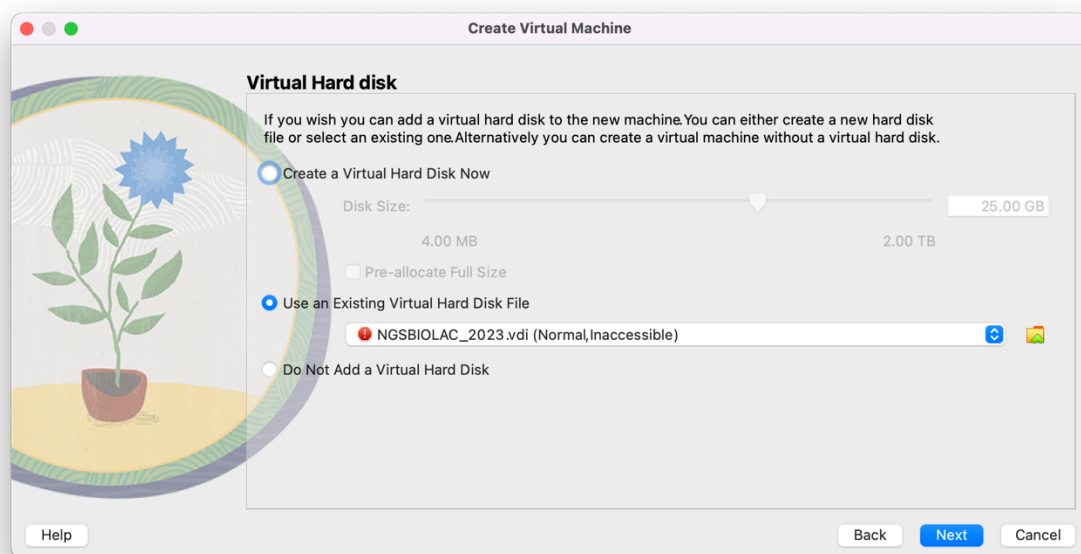 Create Virtual Machine
Virtual Hard disk
If you wish you can add a virtual hard disk to the new machine.You can either create a new hard disk
file or select an existing one.Alternatively you can create a virtual machine without a virtual hard disk.
Create a Virtual Hard Disk Now
Disk Size:
25.00 GB
4.00 MB
2.00 TB
Pre-allocate Full Size
Use an Existing Virtual Hard Disk File
NGSBIOLAC_2023.vdi (Normal,Inaccessible)
Do Not Add a Virtual Hard Disk
Help
Back
Next
Cancel